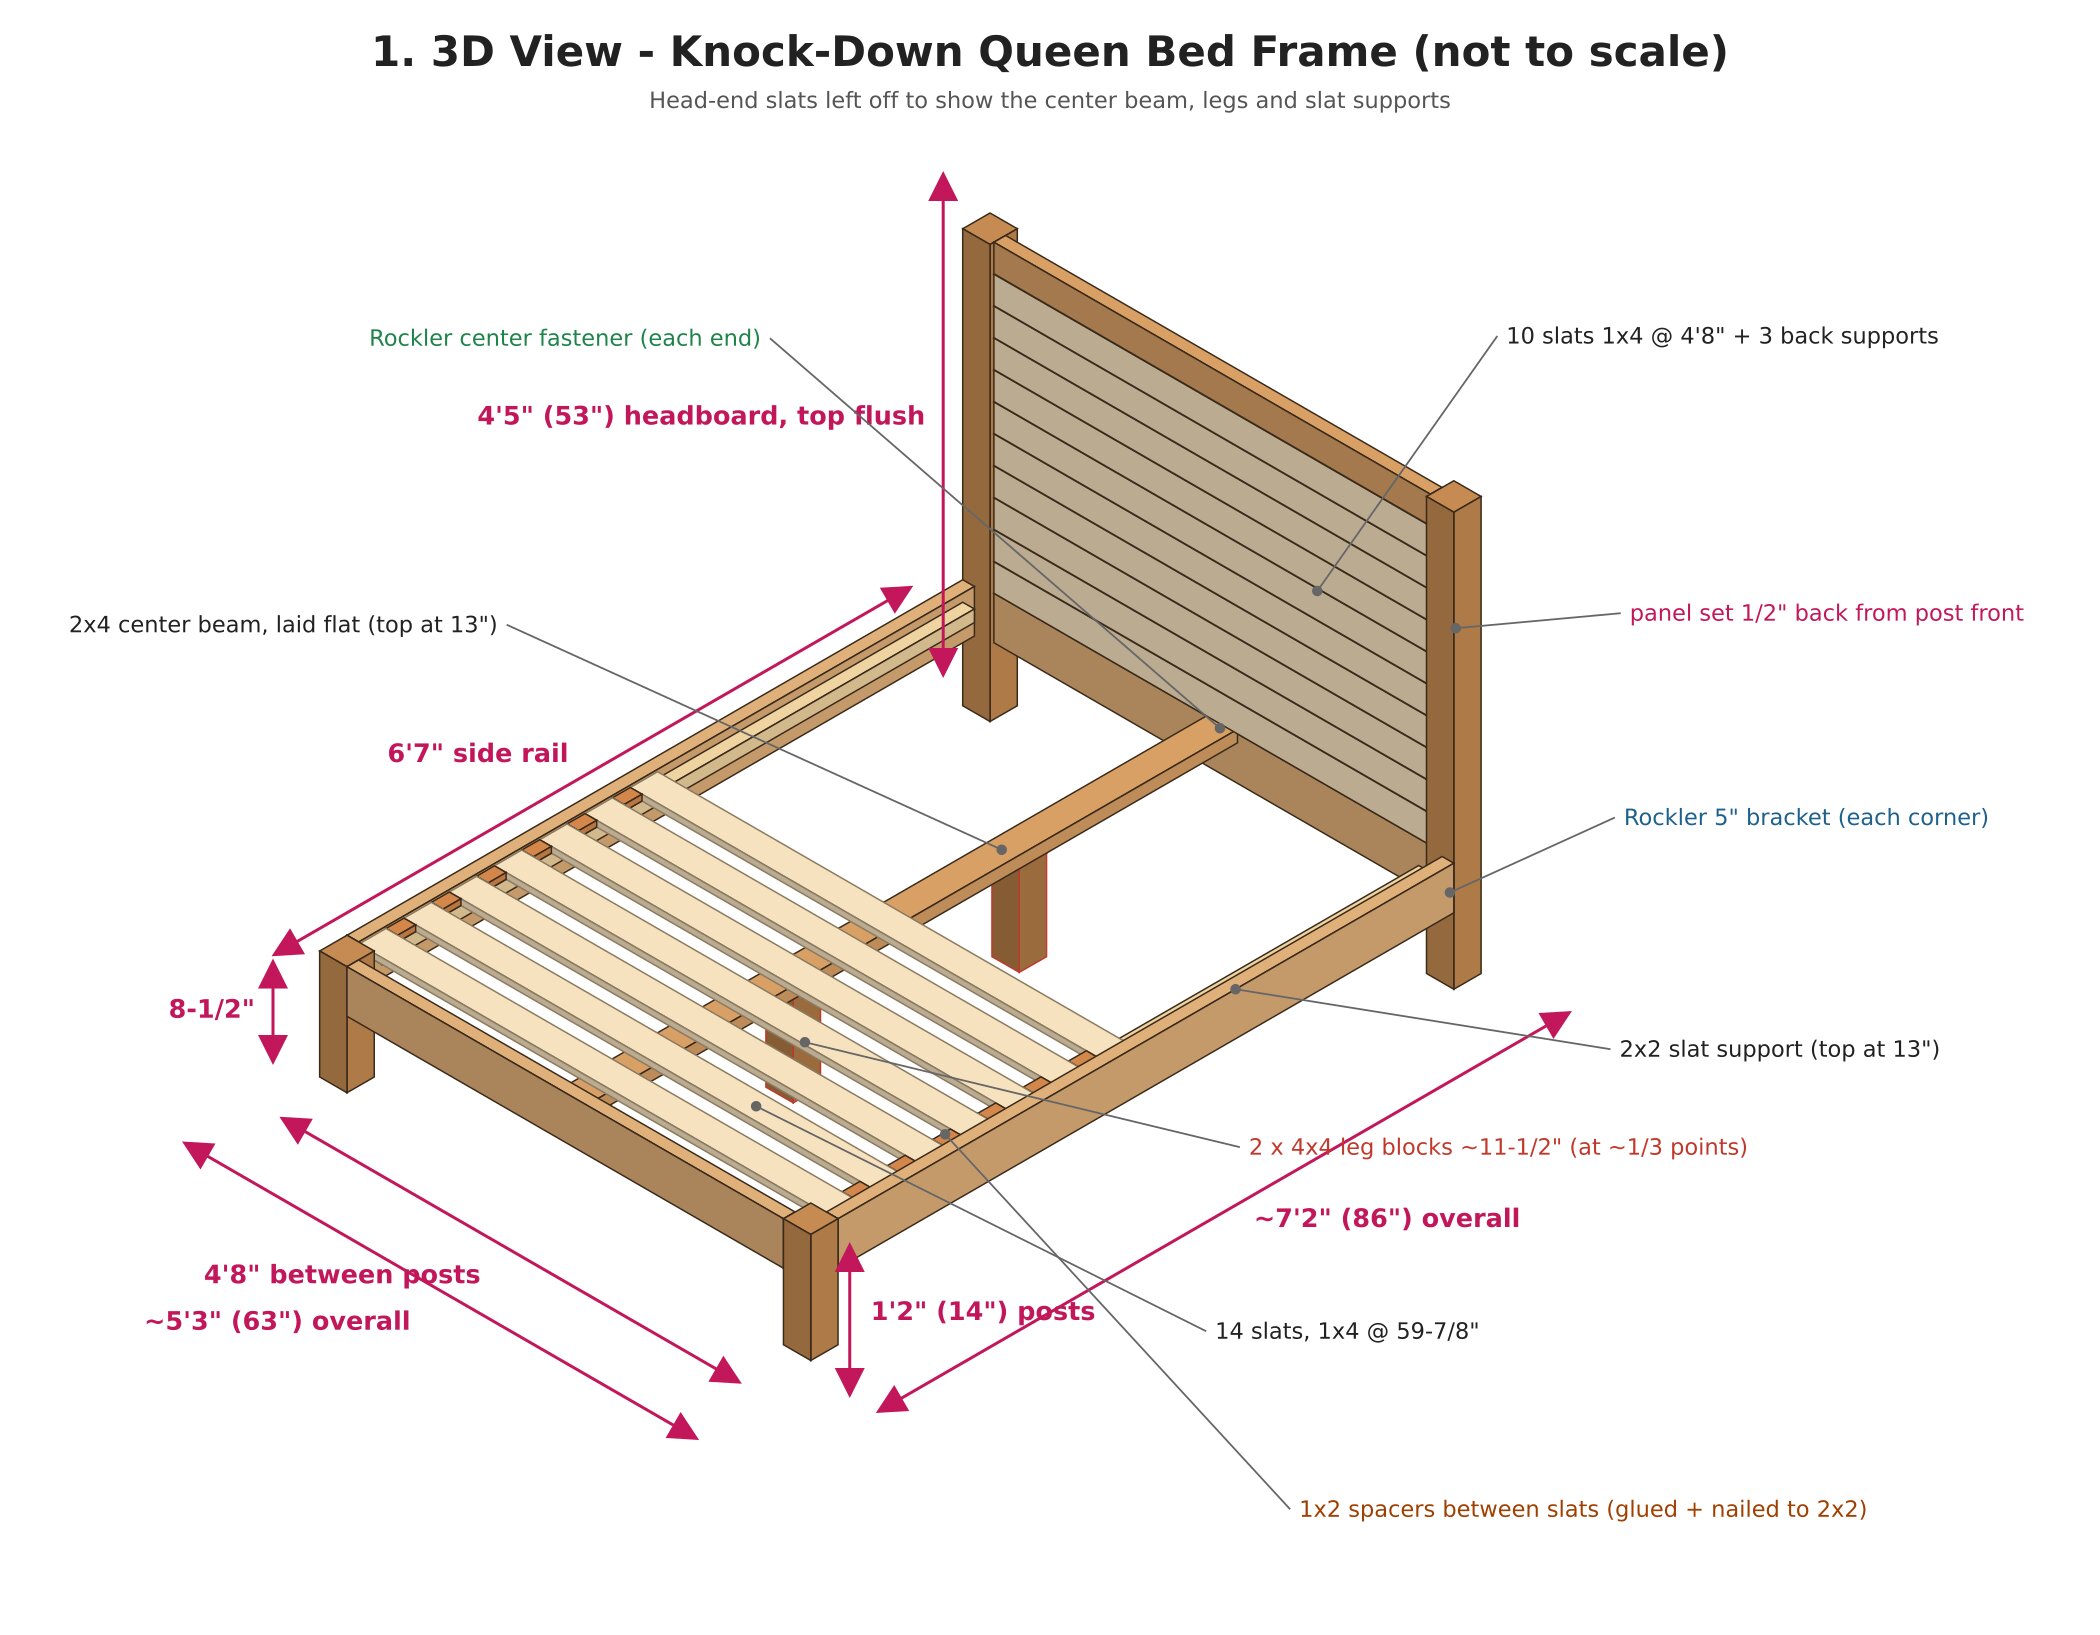 1. 3D View - Knock-Down Queen Bed Frame (not to scale)
Head-end slats left off to show the center beam, legs and slat supports
Rockler center fastener (each end)
10 slats 1x4 @ 4'8" + 3 back supports
4'5" (53") headboard, top flush
2x4 center beam, laid flat (top at 13")
panel set 1/2" back from post front
6'7" side rail
Rockler 5" bracket (each corner)
8-1/2"
2x2 slat support (top at 13")
2 x 4x4 leg blocks ~11-1/2" (at ~1/3 points)
~7'2" (86") overall
4'8" between posts
~5'3" (63") overall
1'2" (14") posts
14 slats, 1x4 @ 59-7/8"
1x2 spacers between slats (glued + nailed to 2x2)